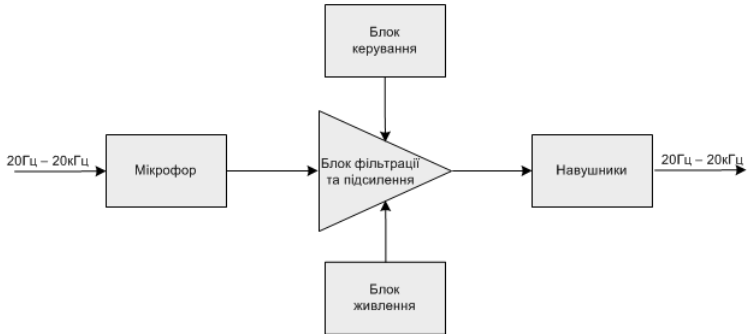 Блок
керування
20Гц – 20кГц
Мікрофор
Блок фільтрації
та підсилення
Навушники
20Гц – 20кГц
Блок
живлення